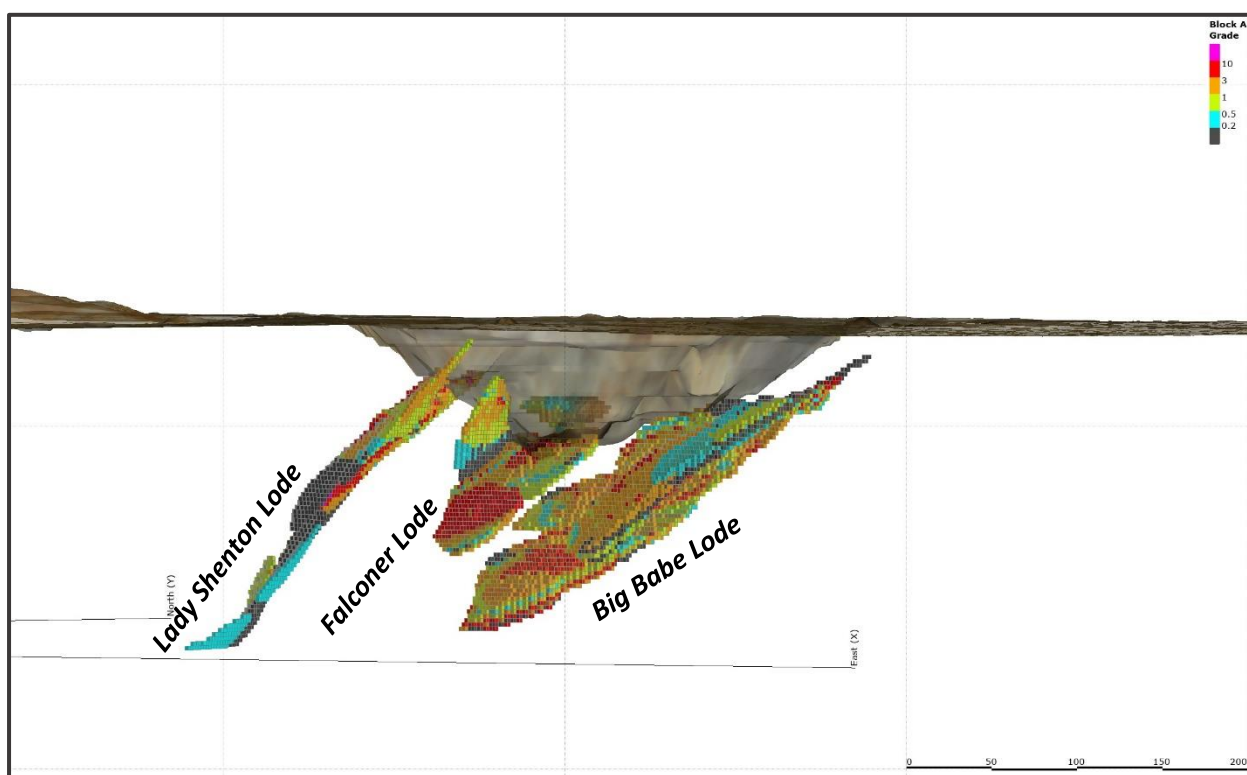 Block A
Grade
10
3
1
0.5
0.2
Lady Shenton Lode
Falconer Lode
Big Babe Lode
North (Y)
East (X)
0 50 100 150 200